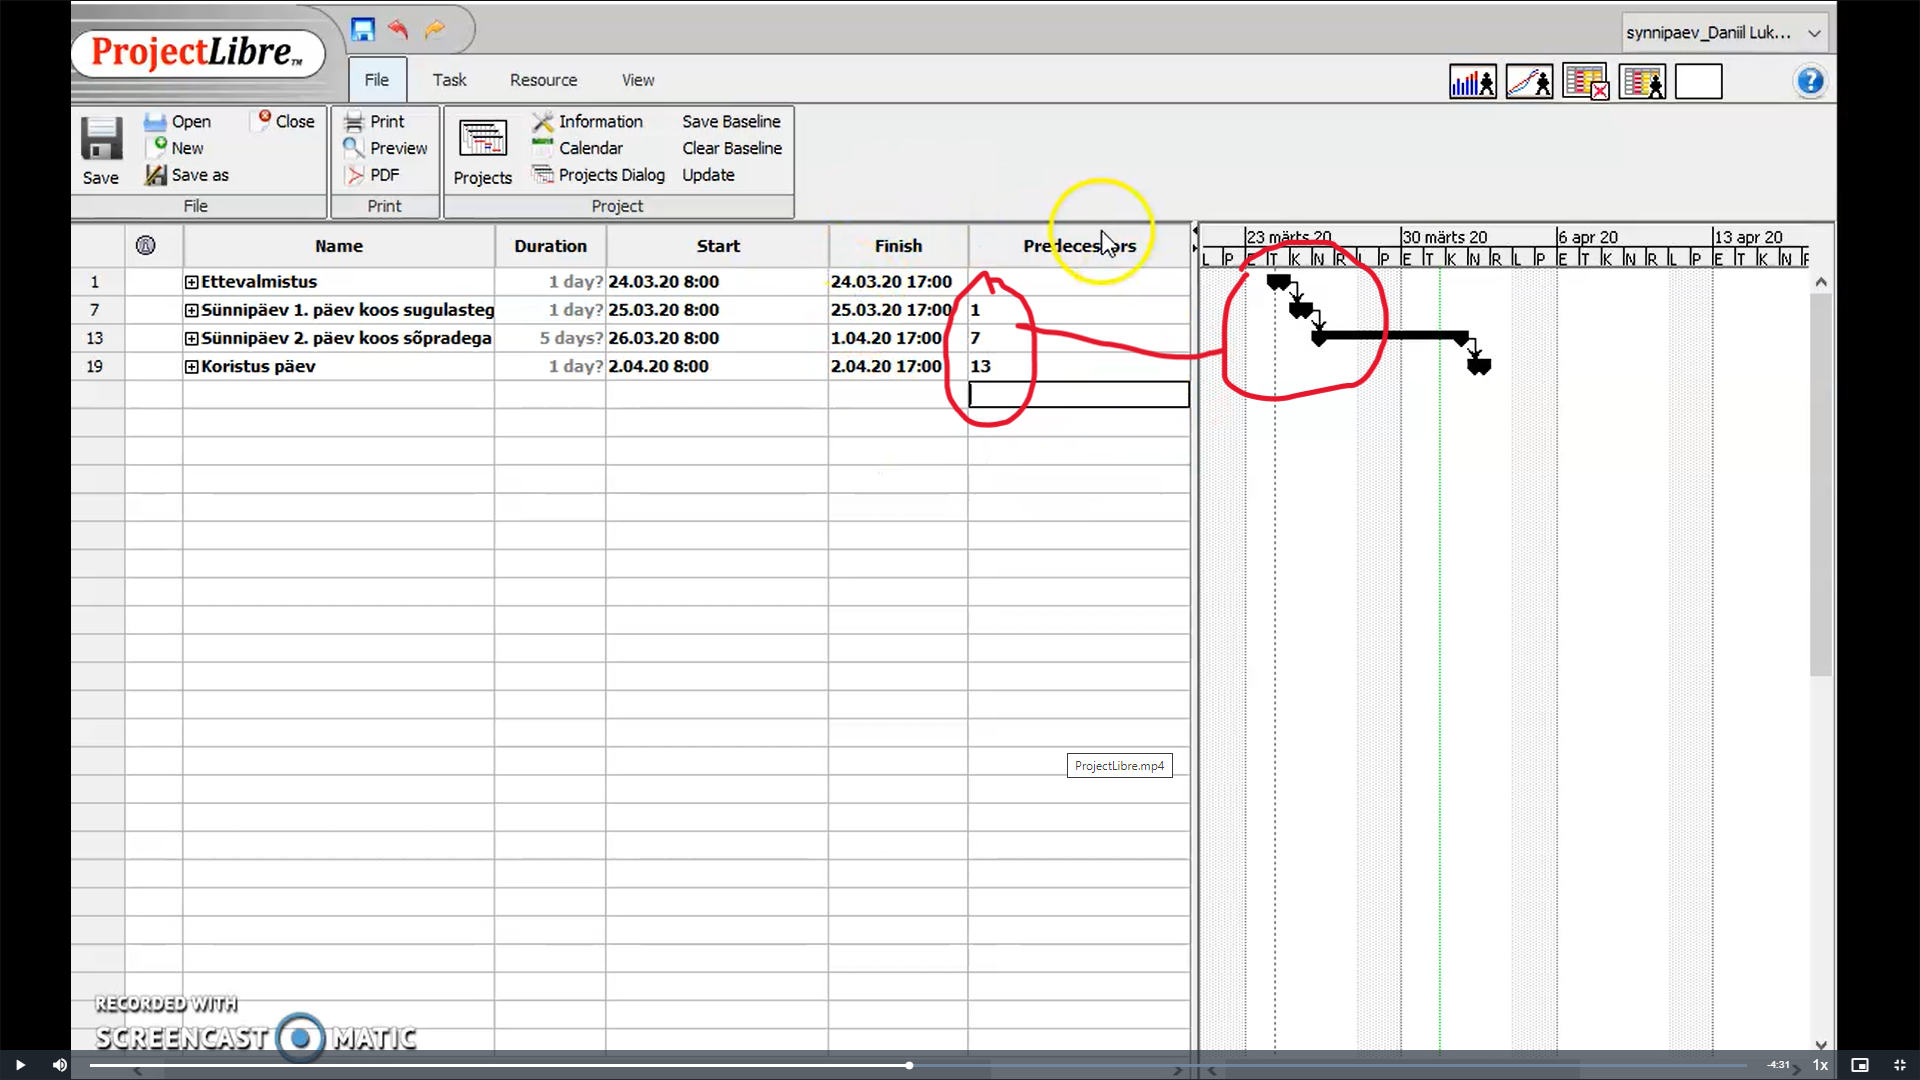 ProjectLibre™
synnipaev_Daniil Luk...
File Task Resource View
Open Close
New
Save as
Save
File
Print
Preview
PDF
Print
Projects
Information Save Baseline
Calendar Clear Baseline
Projects Dialog Update
Project
Name Duration Start Finish Predecessors
23 märts 20 30 märts 20 6 apr 20 13 apr 20
L P E T K N R L P E T K N R L P E T K N R L P E T K N
1 Ettevalmistus 1 day? 24.03.20 8:00 24.03.20 17:00
7 Sünnipäev 1. päev koos sugulasteg 1 day? 25.03.20 8:00 25.03.20 17:00 1
13 Sünnipäev 2. päev koos sõpradega 5 days? 26.03.20 8:00 1.04.20 17:00 7
19 Koristus päev 1 day? 2.04.20 8:00 2.04.20 17:00 13
ProjectLibre.mp4
RECORDED WITH
SCREENCAST MATIC
-4:31 1x